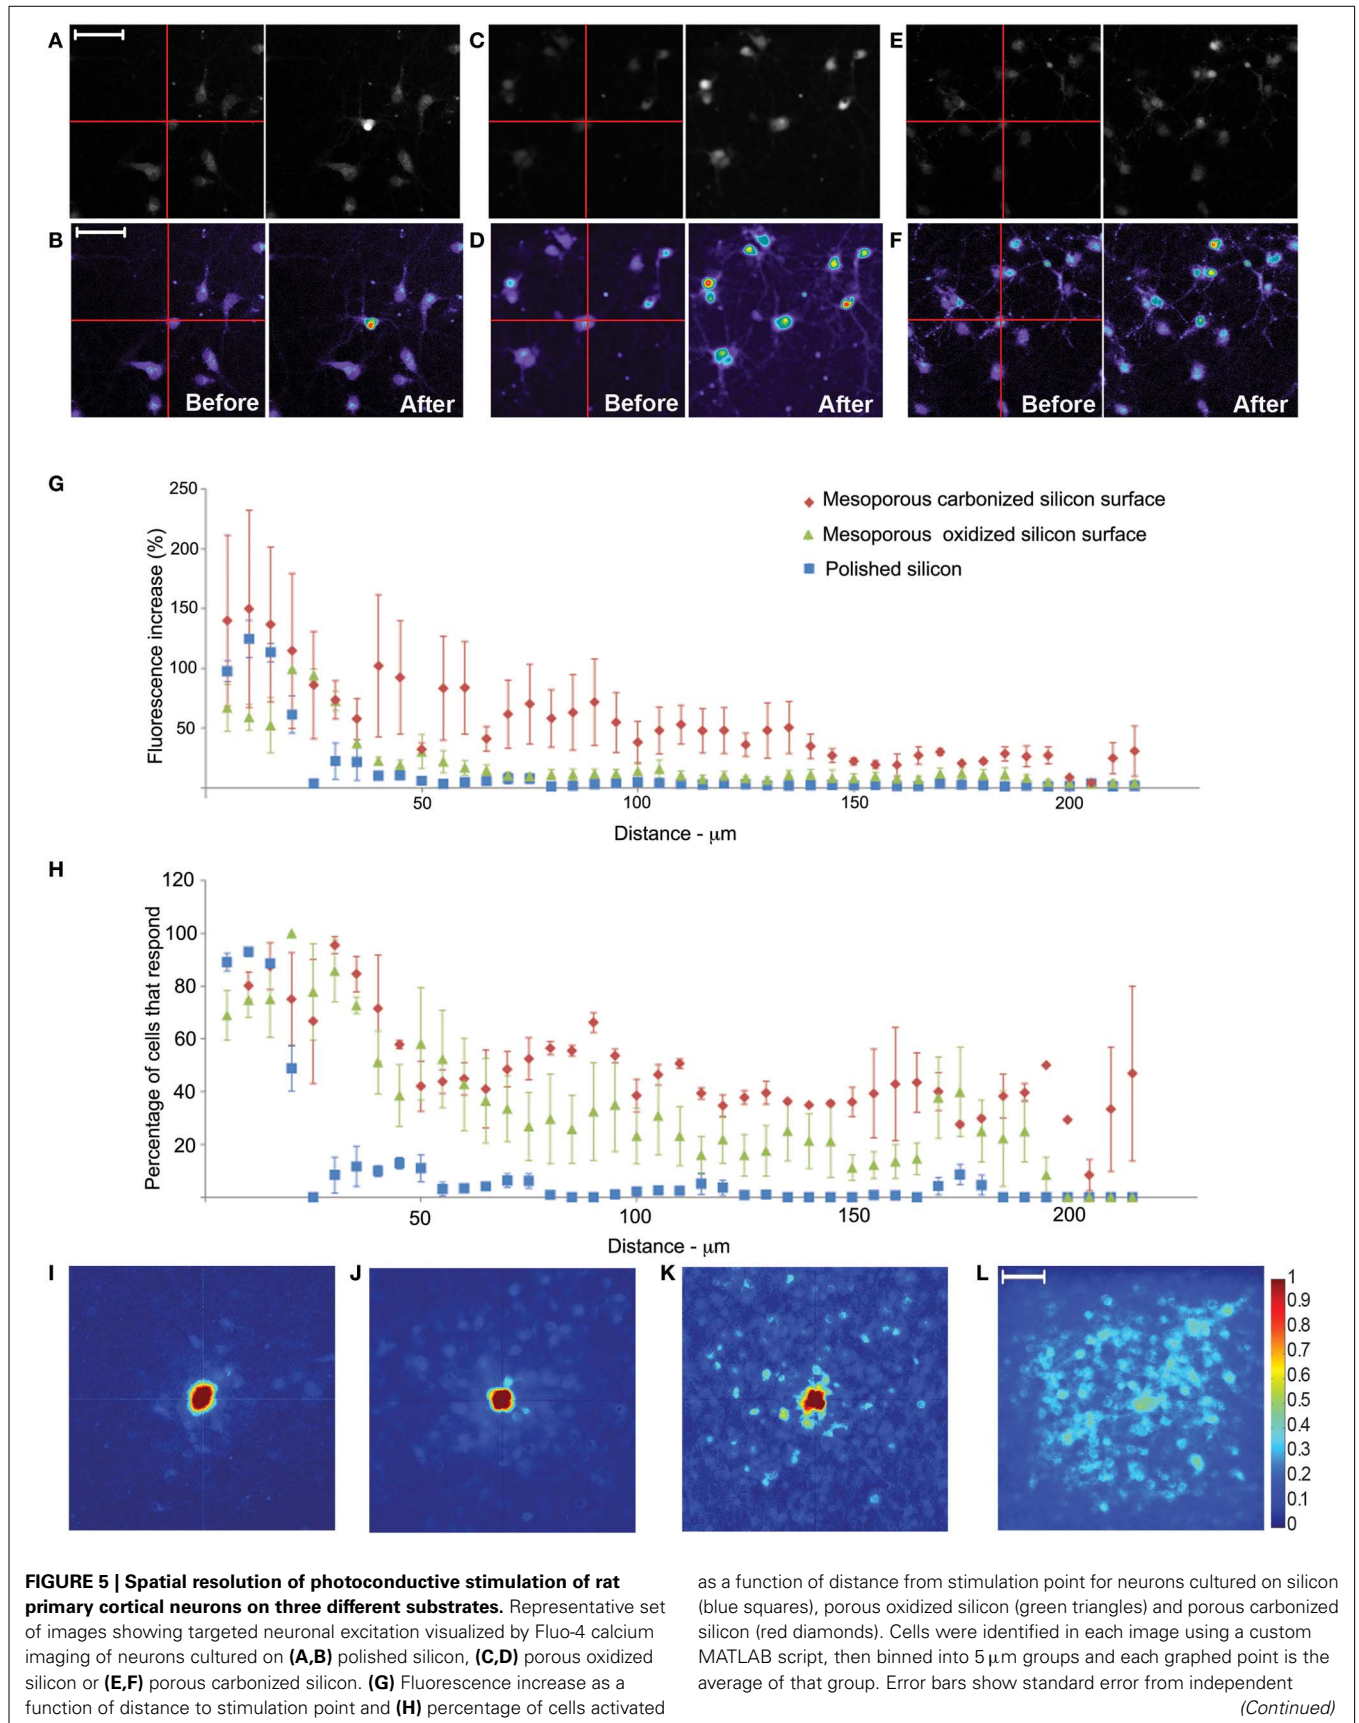 A
C
E
B
D
F
Before
After
Before
After
Before
After
G
250
200
150
100
50
Fluorescence increase (%)
Mesoporous carbonized silicon surface
Mesoporous oxidized silicon surface
Polished silicon
50
100
150
200
Distance - μm
H
120
100
80
60
40
20
Percentage of cells that respond
50
100
150
200
Distance - μm
I
J
K
L
1
0.9
0.8
0.7
0.6
0.5
0.4
0.3
0.2
0.1
0
FIGURE 5 | Spatial resolution of photoconductive stimulation of rat
primary cortical neurons on three different substrates. Representative set
of images showing targeted neuronal excitation visualized by Fluo-4 calcium
imaging of neurons cultured on (A,B) polished silicon, (C,D) porous oxidized
silicon or (E,F) porous carbonized silicon. (G) Fluorescence increase as a
function of distance to stimulation point and (H) percentage of cells activated
as a function of distance from stimulation point for neurons cultured on silicon
(blue squares), porous oxidized silicon (green triangles) and porous carbonized
silicon (red diamonds). Cells were identified in each image using a custom
MATLAB script, then binned into 5 μm groups and each graphed point is the
average of that group. Error bars show standard error from independent
(Continued)